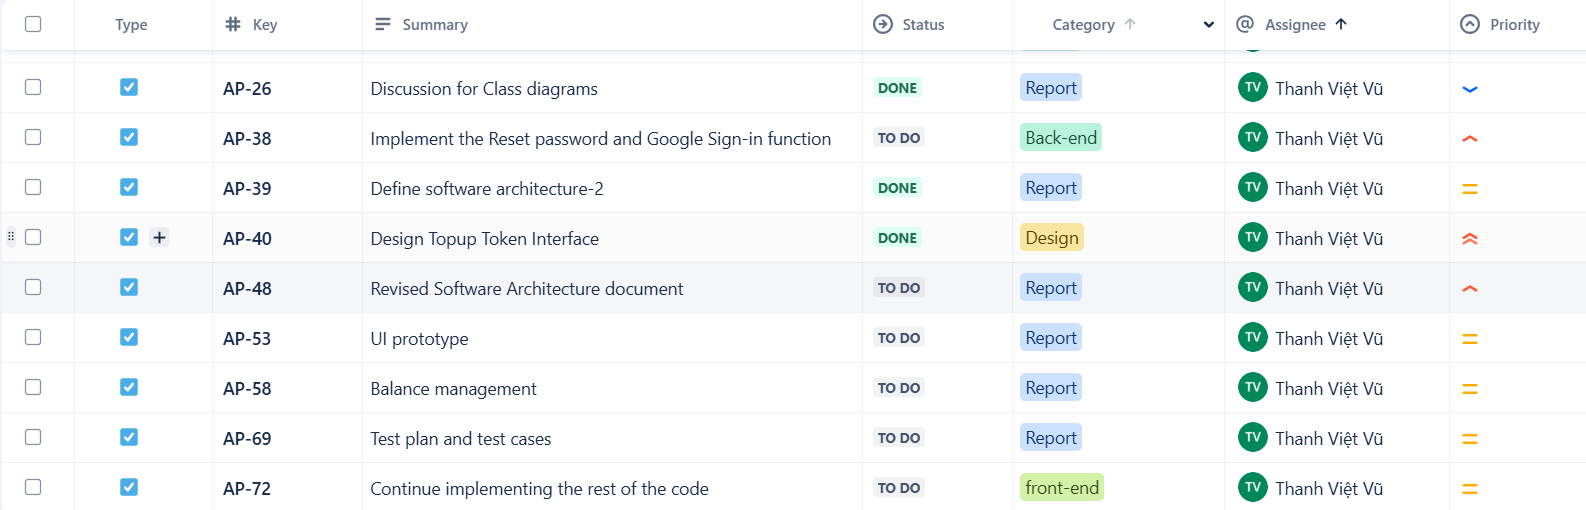 Type Key Summary Status Category Assignee Priority
AP-26 Discussion for Class diagrams DONE Report TV Thanh Việt Vũ
AP-38 Implement the Reset password and Google Sign-in function TO DO Back-end TV Thanh Việt Vũ
AP-39 Define software architecture-2 DONE Report TV Thanh Việt Vũ
AP-40 Design Topup Token Interface DONE Design TV Thanh Việt Vũ
AP-48 Revised Software Architecture document TO DO Report TV Thanh Việt Vũ
AP-53 UI prototype TO DO Report TV Thanh Việt Vũ
AP-58 Balance management TO DO Report TV Thanh Việt Vũ
AP-69 Test plan and test cases TO DO Report TV Thanh Việt Vũ
AP-72 Continue implementing the rest of the code TO DO front-end TV Thanh Việt Vũ